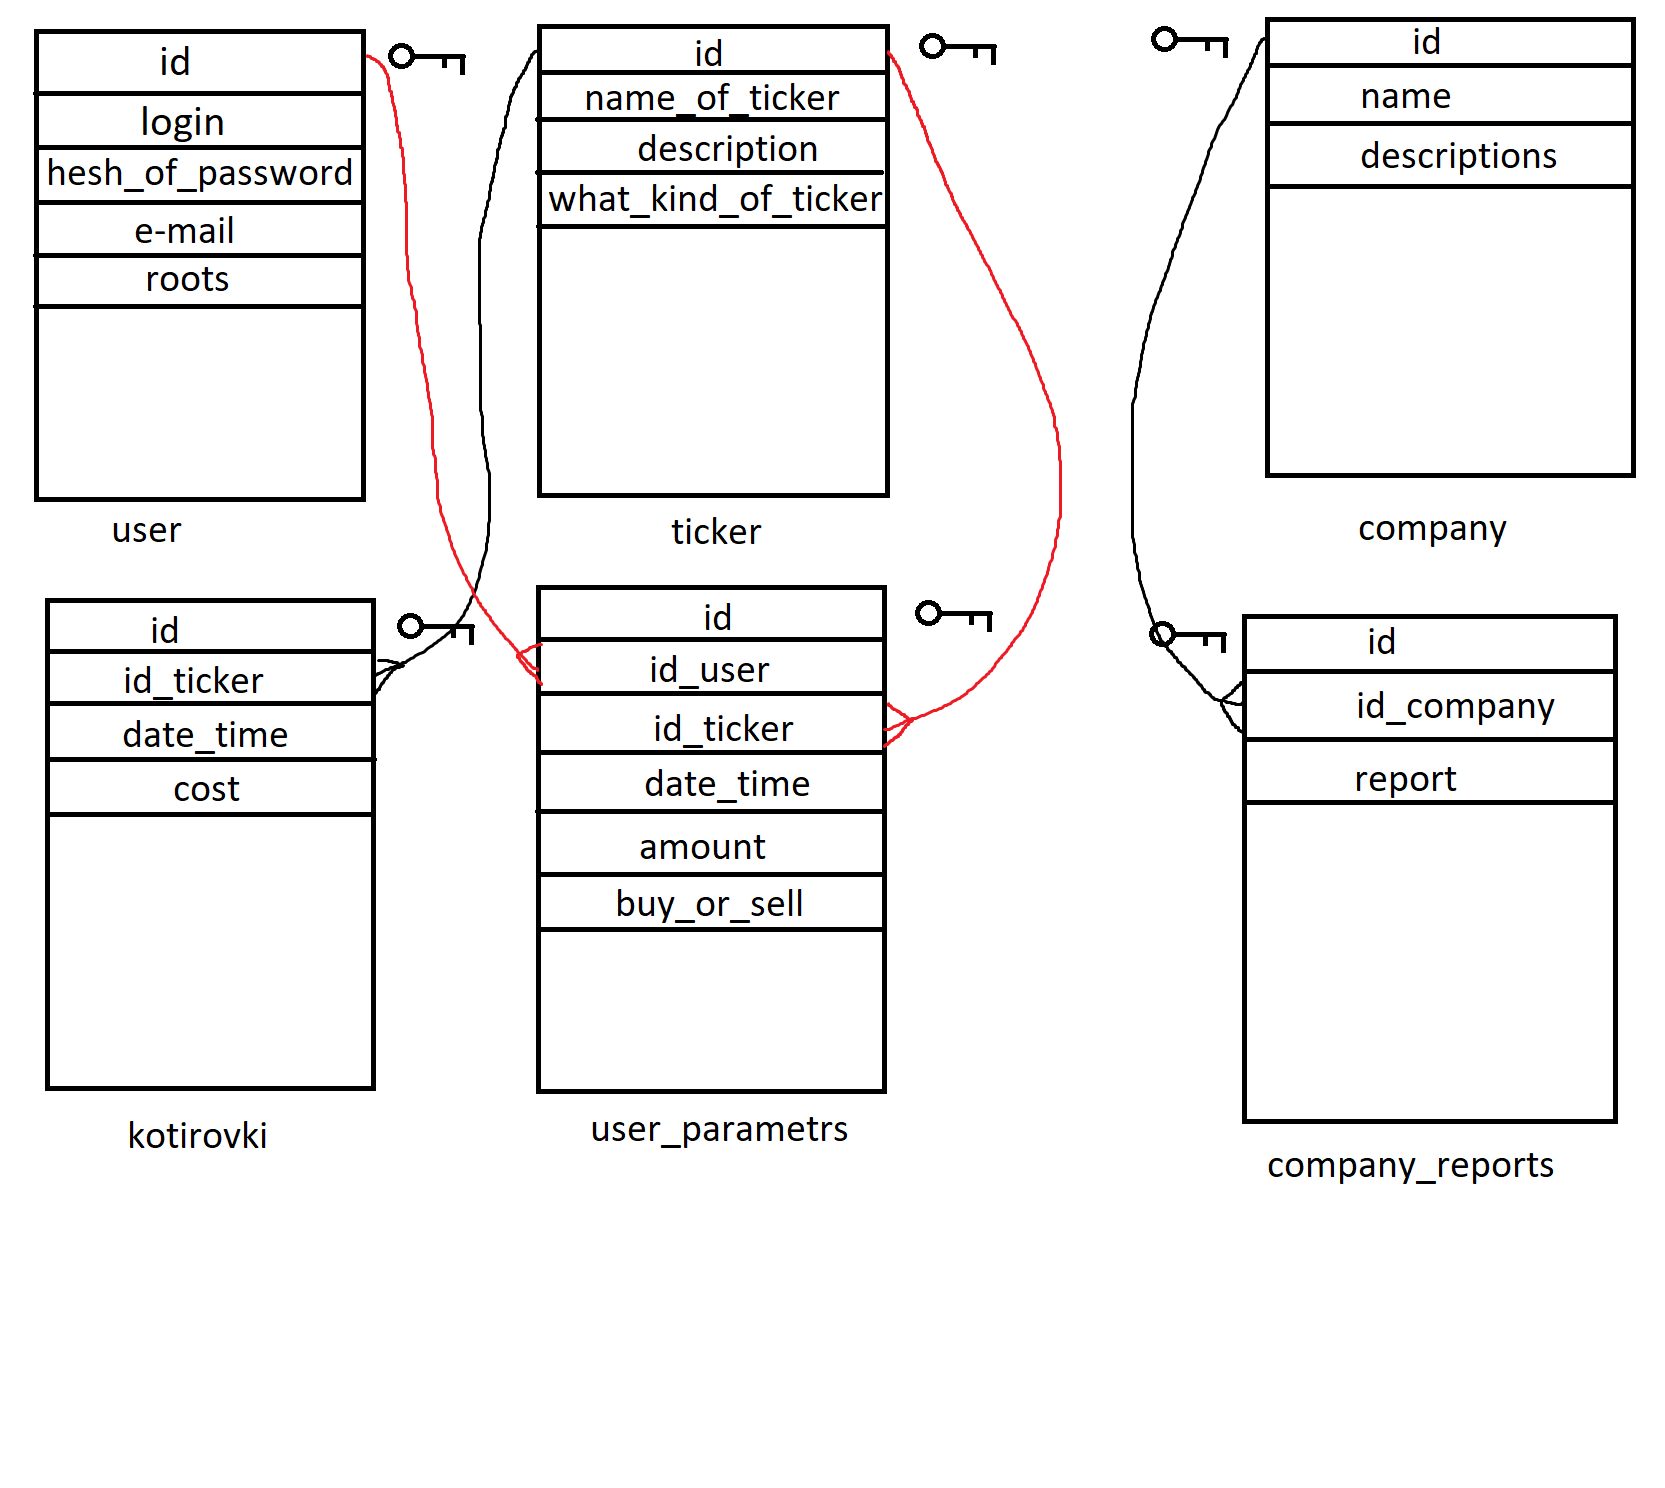 id
login
hesh_of_password
e-mail
roots
user
id
name_of_ticker
description
what_kind_of_ticker
ticker
id
name
descriptions
company
id
id_ticker
date_time
cost
kotirovki
id
id_user
id_ticker
date_time
amount
buy_or_sell
user_parametrs
id
id_company
report
company_reports